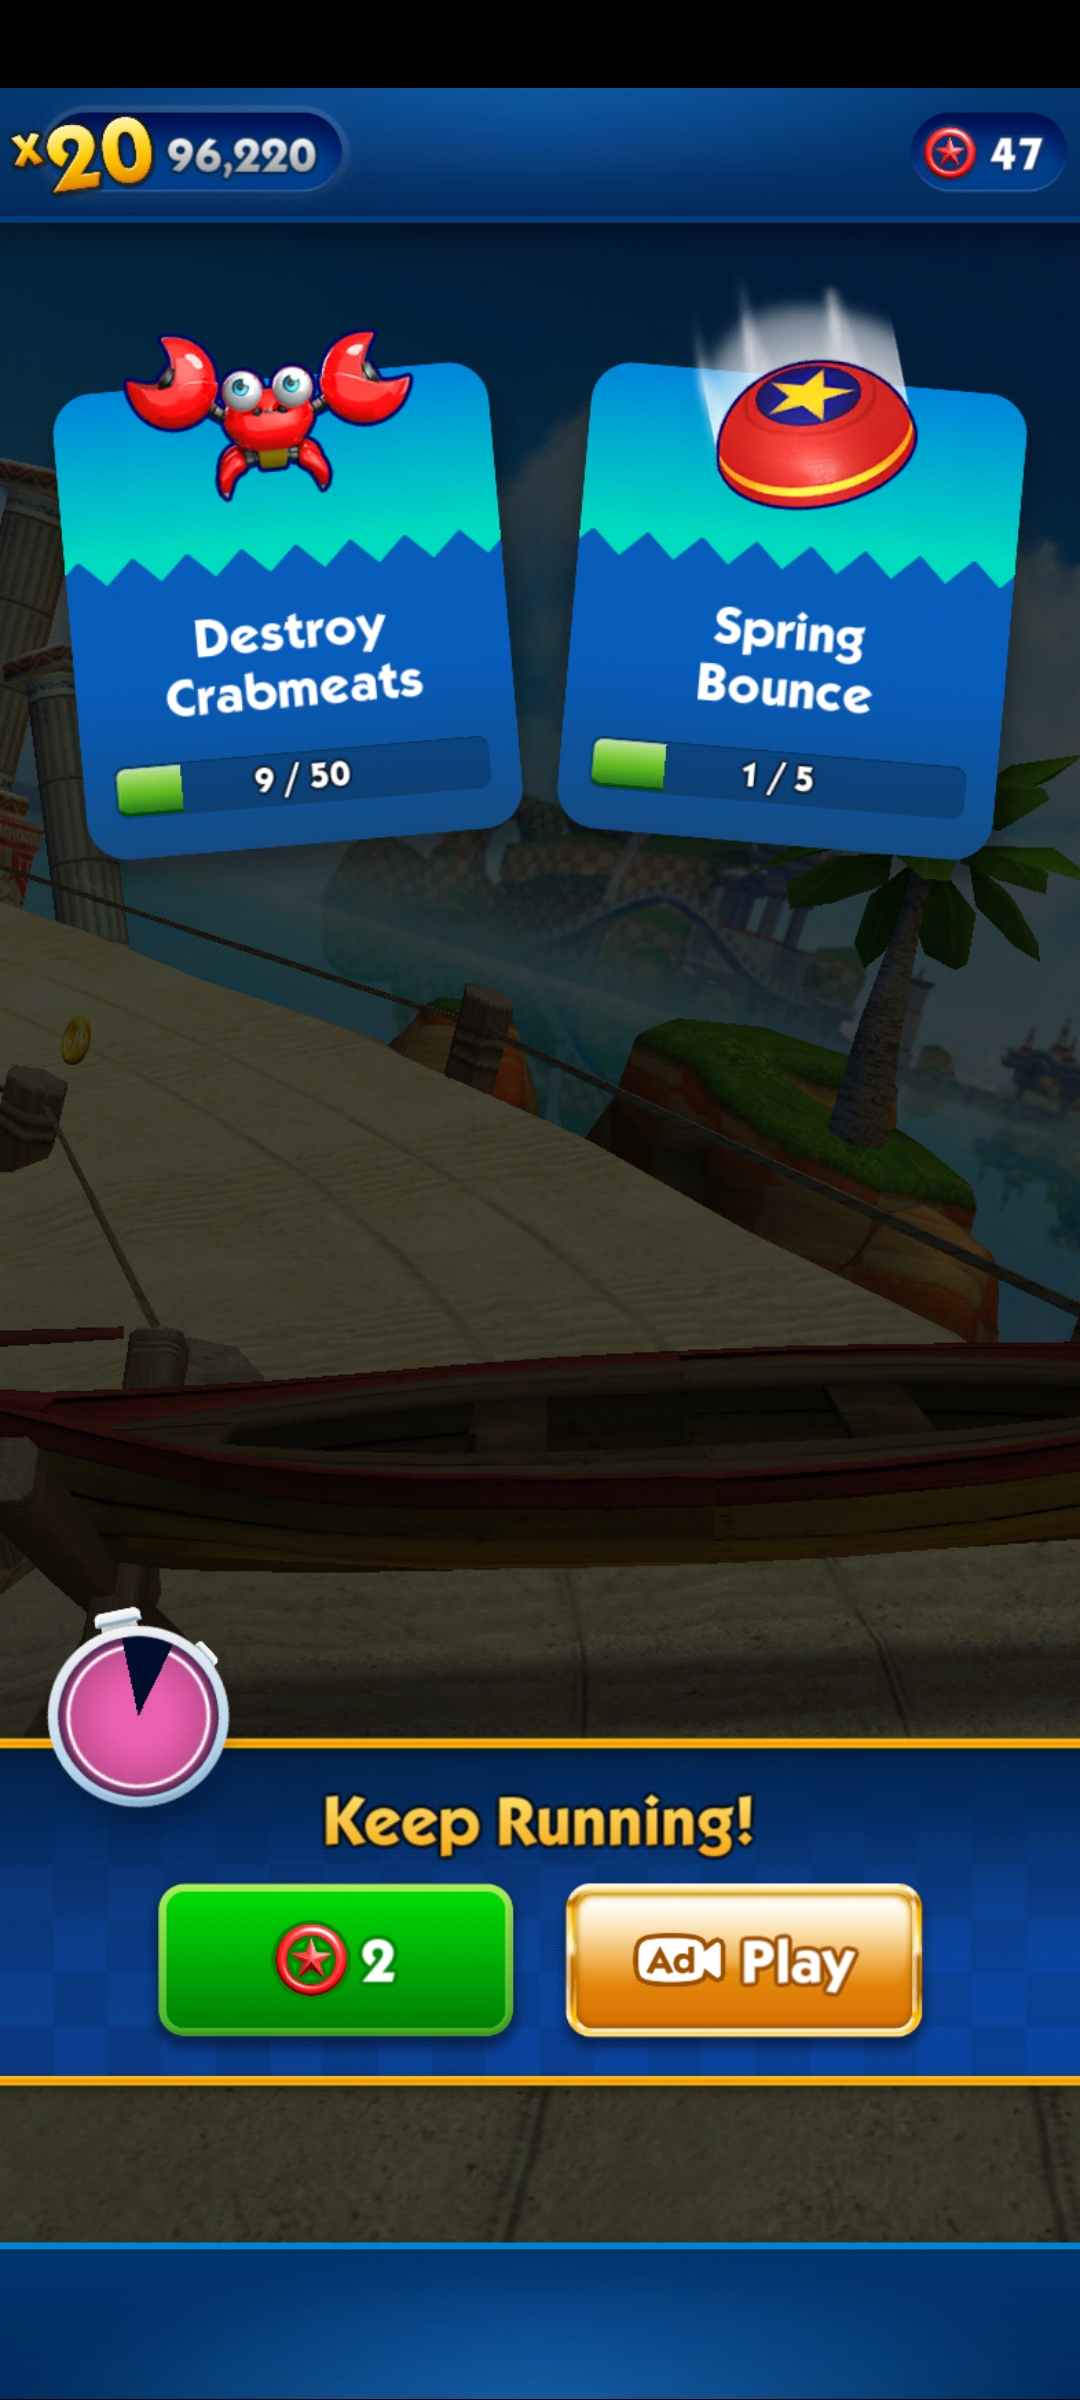 x20 96,220
47
Destroy
Crabmeats
9 / 50
Spring
Bounce
1 / 5
Keep Running!
2
Ad Play